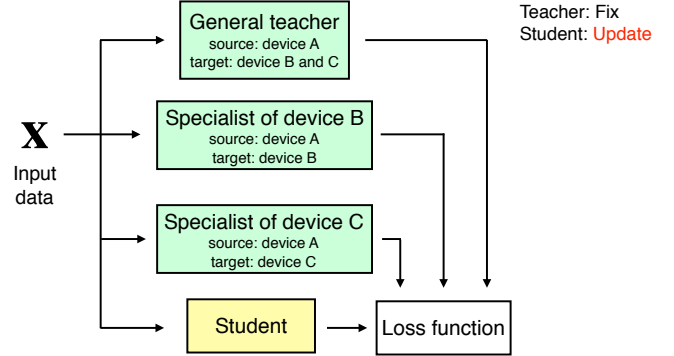 General teacher
source: device A
target: device B and C
Teacher: Fix
Student: Update
Specialist of device B
source: device A
target: device B
X
Input
data
Specialist of device C
source: device A
target: device C
Student
Loss function